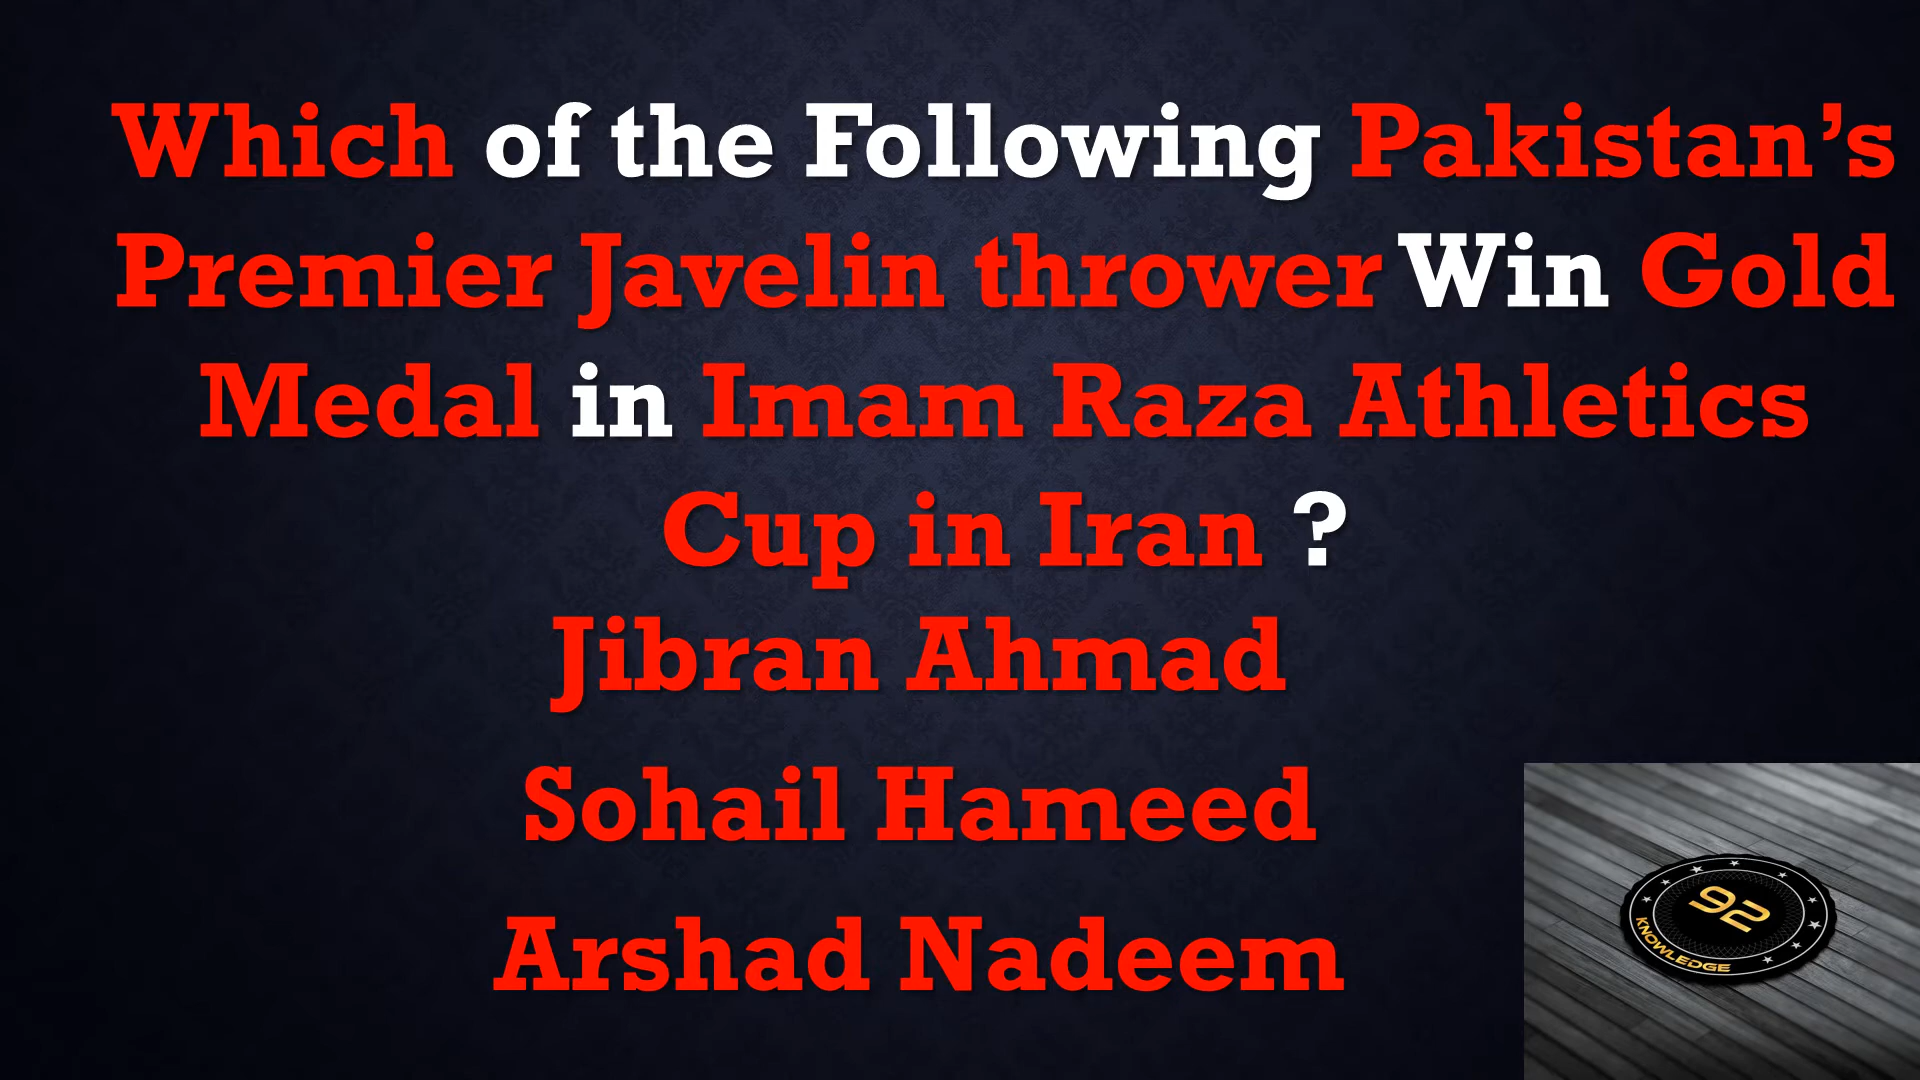 Which of the Following Pakistan’s
Premier Javelin thrower Win Gold
Medal in Imam Raza Athletics
Cup in Iran ?
Jibran Ahmad
Sohail Hameed
Arshad Nadeem
92
KNOWLEDGE